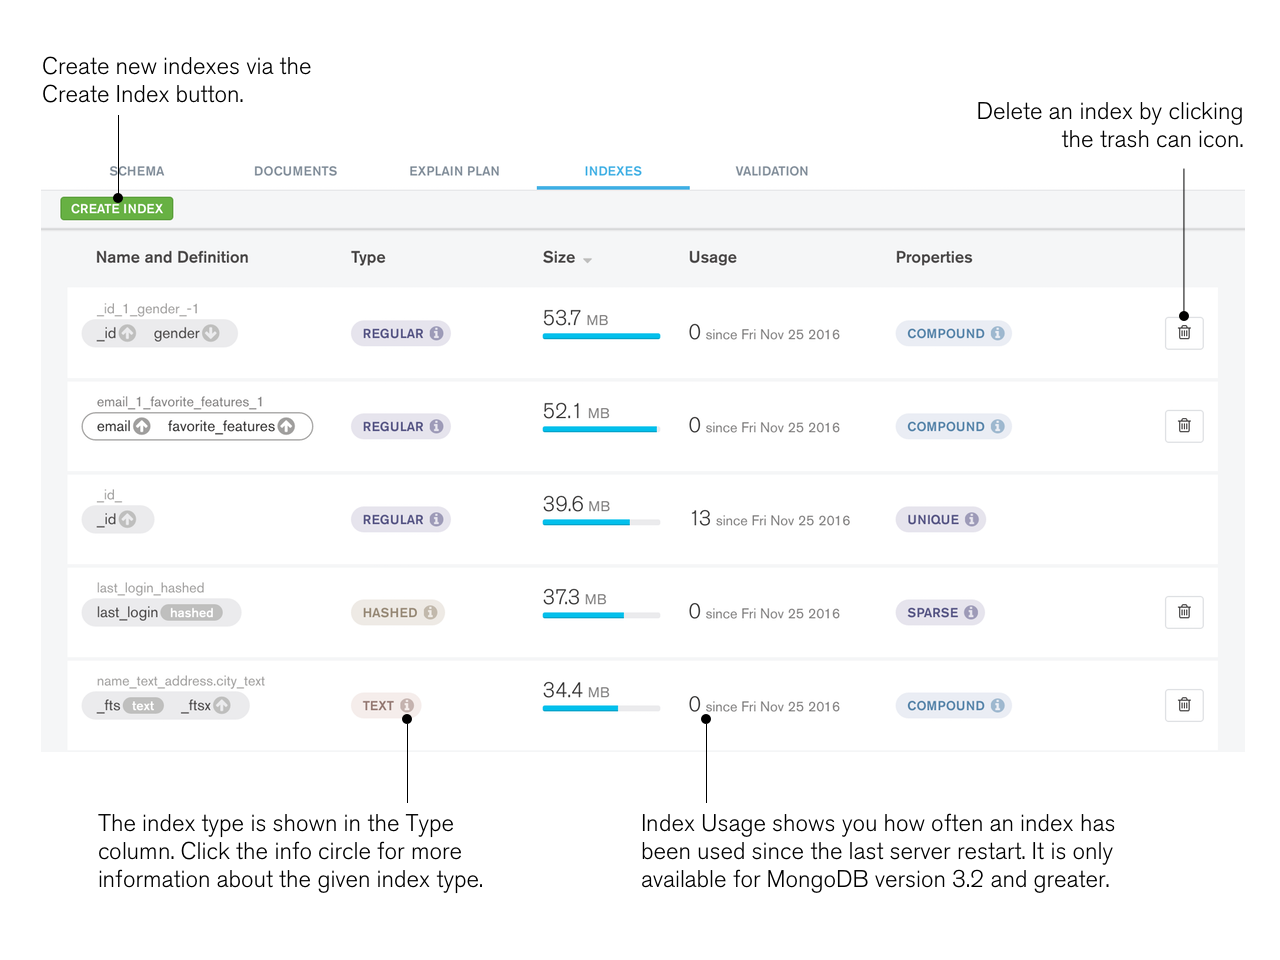 Create new indexes via the
Create Index button.
Delete an index by clicking
the trash can icon.
SCHEMA DOCUMENTS EXPLAIN PLAN INDEXES VALIDATION
CREATE INDEX
Name and Definition Type Size Usage Properties
_id_1_gender_-1
_id gender REGULAR 53.7 MB 0 since Fri Nov 25 2016 COMPOUND
email_1_favorite_features_1
email favorite_features REGULAR 52.1 MB 0 since Fri Nov 25 2016 COMPOUND
_id_
_id REGULAR 39.6 MB 13 since Fri Nov 25 2016 UNIQUE
last_login_hashed
last_login hashed HASHED 37.3 MB 0 since Fri Nov 25 2016 SPARSE
name_text_address.city_text
_fts text _ftsx TEXT 34.4 MB 0 since Fri Nov 25 2016 COMPOUND
The index type is shown in the Type
column. Click the info circle for more
information about the given index type.
Index Usage shows you how often an index has
been used since the last server restart. It is only
available for MongoDB version 3.2 and greater.